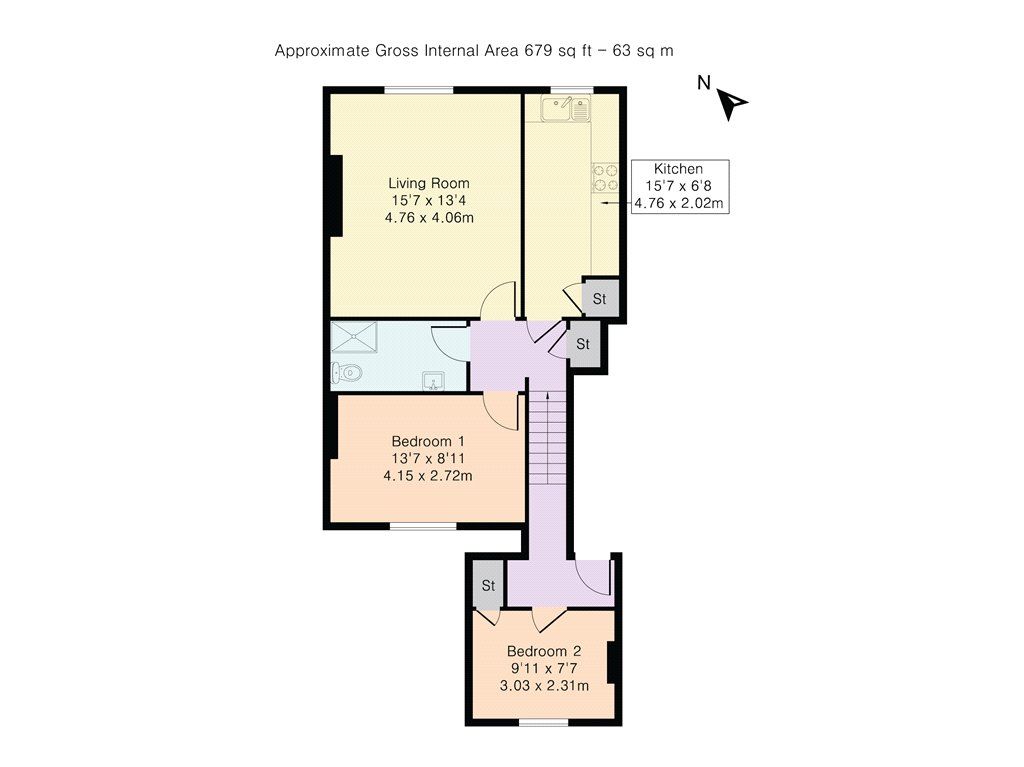 Approximate Gross Internal Area 679 sq ft – 63 sq m
N
Living Room
15'7 x 13'4
4.76 x 4.06m
Kitchen
15'7 x 6'8
4.76 x 2.02m
St
St
Bedroom 1
13'7 x 8'11
4.15 x 2.72m
St
Bedroom 2
9'11 x 7'7
3.03 x 2.31m